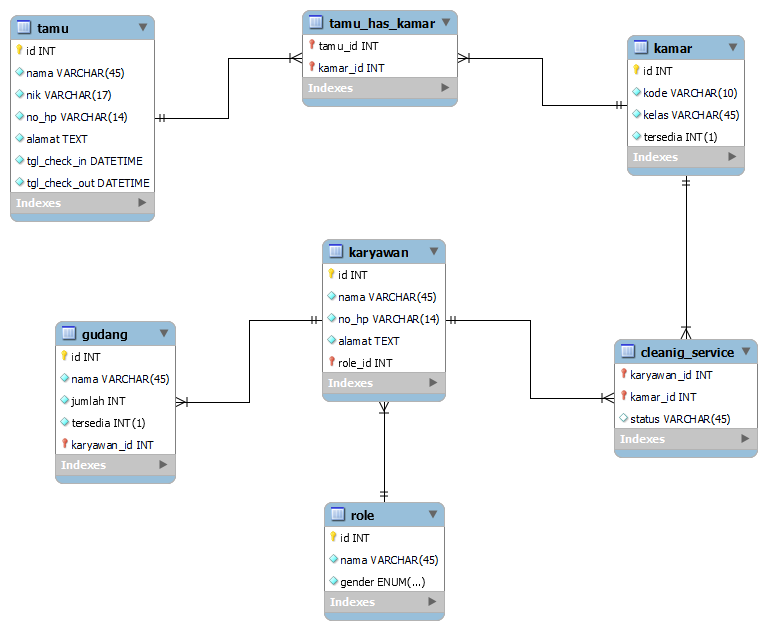 tamu
id INT
nama VARCHAR(45)
nik VARCHAR(17)
no_hp VARCHAR(14)
alamat TEXT
tgl_check_in DATETIME
tgl_check_out DATETIME
Indexes
tamu_has_kamar
tamu_id INT
kamar_id INT
Indexes
kamar
id INT
kode VARCHAR(10)
kelas VARCHAR(45)
tersedia INT(1)
Indexes
karyawan
id INT
nama VARCHAR(45)
no_hp VARCHAR(14)
alamat TEXT
role_id INT
Indexes
gudang
id INT
nama VARCHAR(45)
jumlah INT
tersedia INT(1)
karyawan_id INT
Indexes
cleanig_service
karyawan_id INT
kamar_id INT
status VARCHAR(45)
Indexes
role
id INT
nama VARCHAR(45)
gender ENUM(...)
Indexes